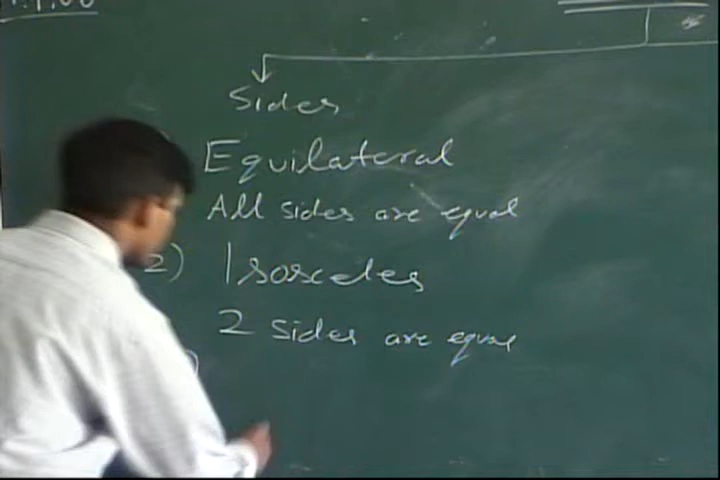 Sides
Equilateral
All sides are equal
2) Isosceles
2 sides are equal
)